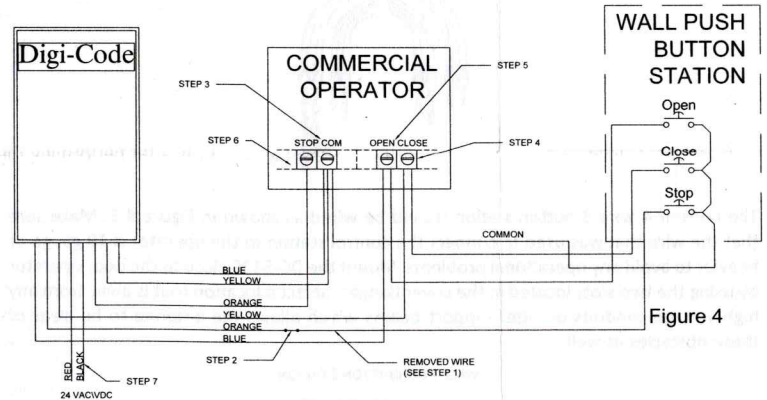 Digi-Code
COMMERCIAL
OPERATOR
WALL PUSH
BUTTON
STATION
STEP 3
STEP 5
STEP 6
STOP COM
OPEN CLOSE
STEP 4
Open
Close
Stop
COMMON
BLUE
YELLOW
ORANGE
YELLOW
ORANGE
BLUE
STEP 2
REMOVED WIRE
(SEE STEP 1)
Figure 4
RED
BLACK
STEP 7
24 VAC\VDC